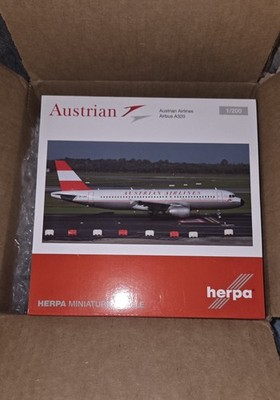 Austrian
Austrian Airlines
Airbus A320
1/200
AUSTRIAN AIRLINES
HERPA MINIATURMODELLE
herpa